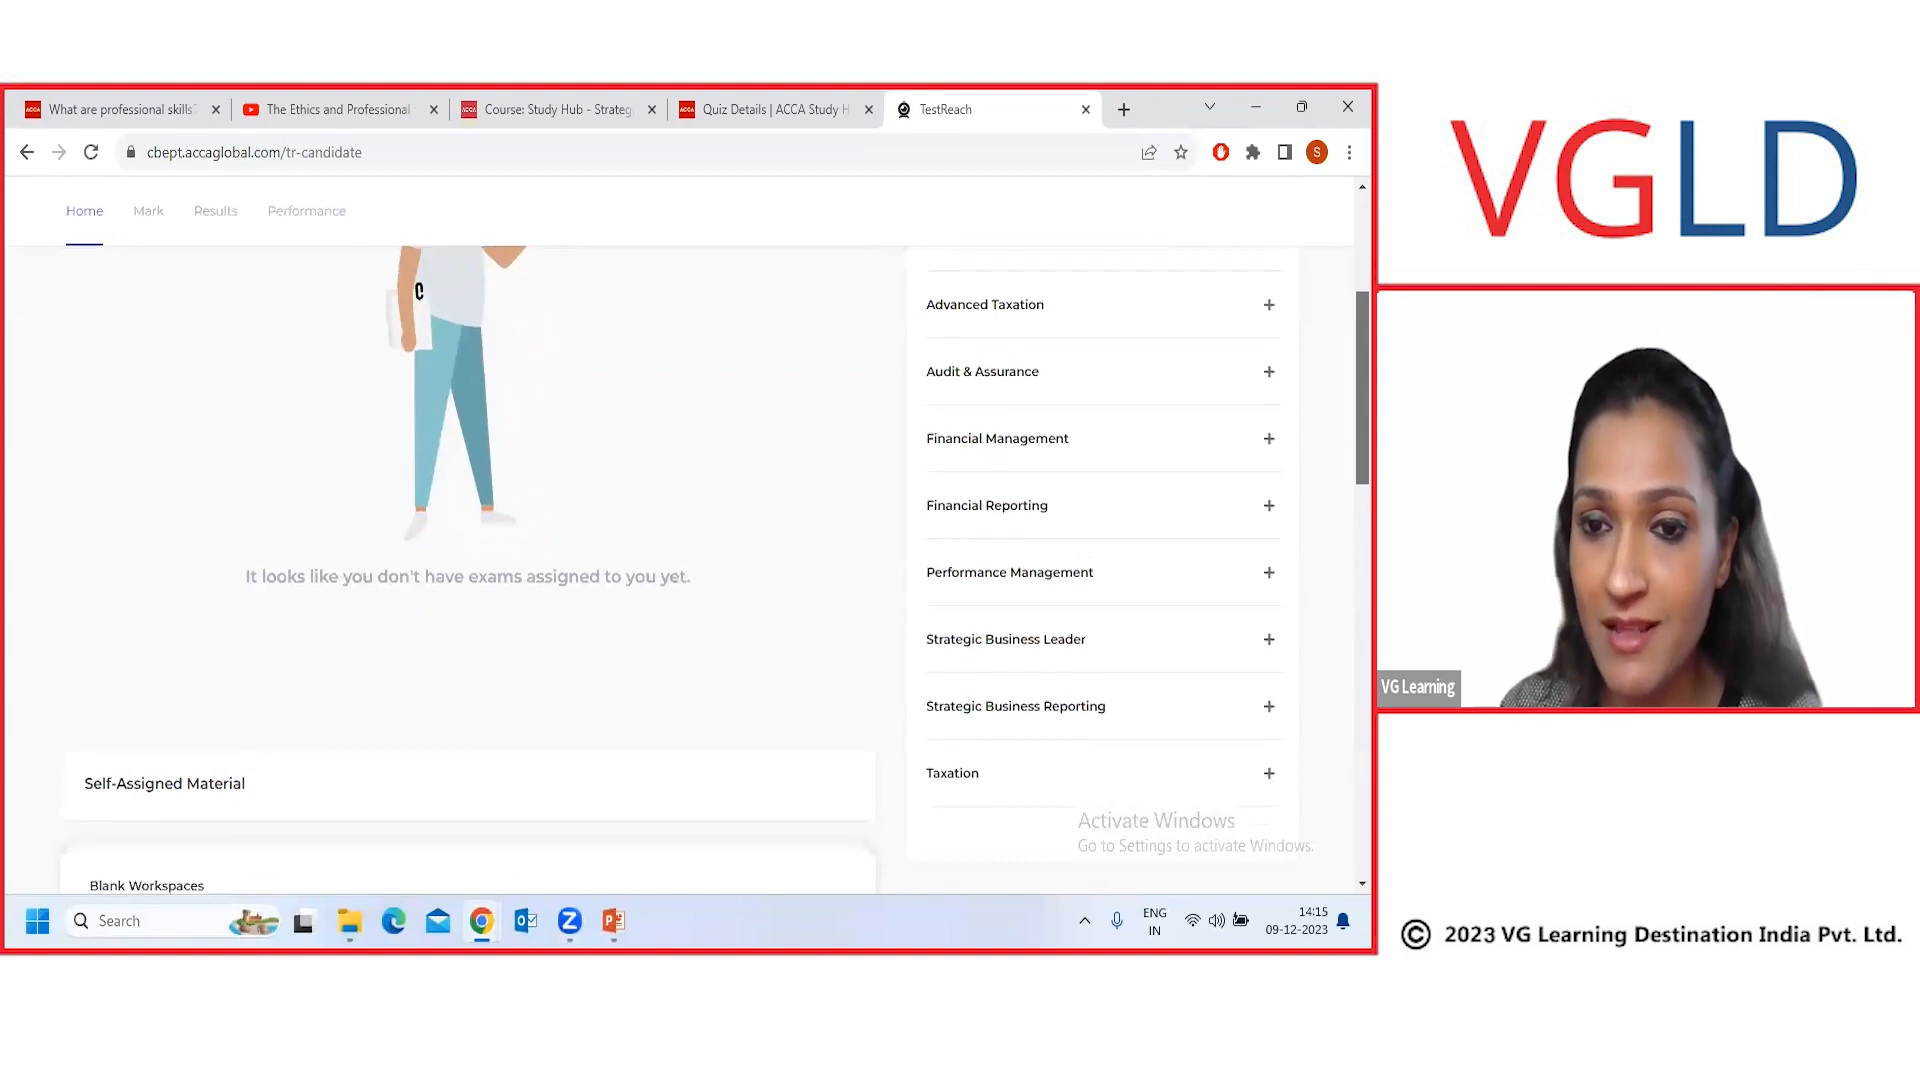 What are professional skills
The Ethics and Professional
Course: Study Hub - Strateg
Quiz Details | ACCA Study H
TestReach
cbept.accaglobal.com/tr-candidate
S
Home
Mark
Results
Performance
Advanced Taxation
Audit & Assurance
Financial Management
Financial Reporting
Performance Management
Strategic Business Leader
Strategic Business Reporting
Taxation
It looks like you don't have exams assigned to you yet.
Self-Assigned Material
Blank Workspaces
Activate Windows
Go to Settings to activate Windows.
Search
ENG
IN
14:15
09-12-2023
VGLD
VG Learning
© 2023 VG Learning Destination India Pvt. Ltd.